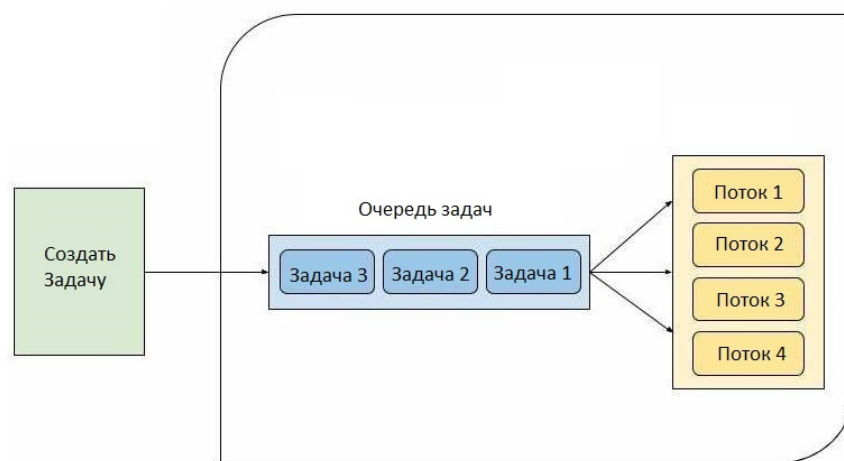 Создать
Задачу
Очередь задач
Задача 3
Задача 2
Задача 1
Поток 1
Поток 2
Поток 3
Поток 4